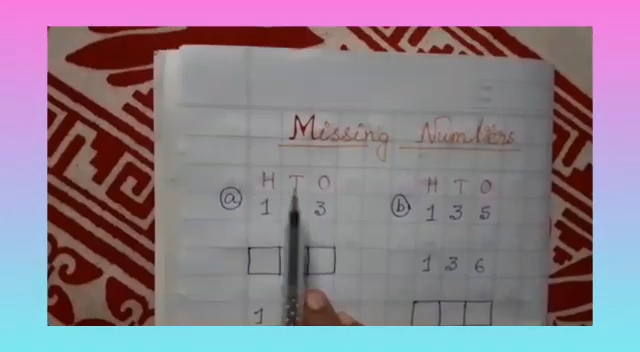 Missing Numbers
H T O
ⓐ 1 3
1
H T O
ⓑ 1 3 5
1 3 6